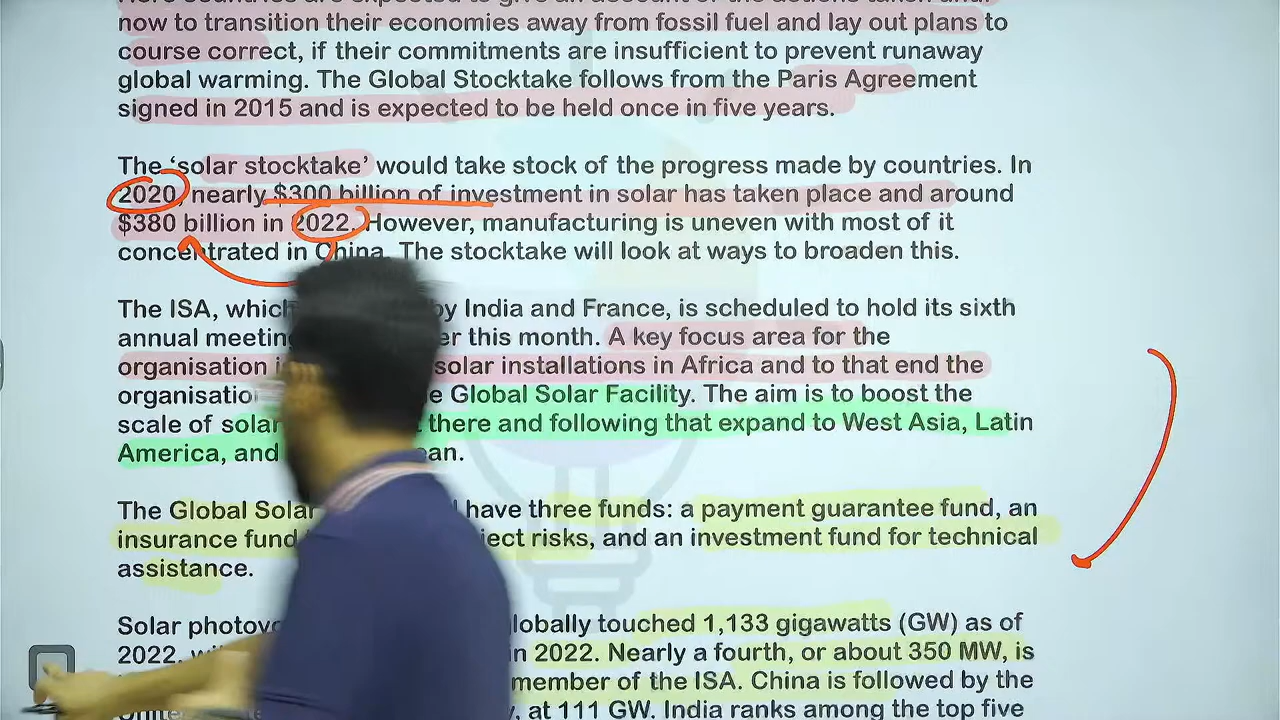 now to transition their economies away from fossil fuel and lay out plans to
course correct, if their commitments are insufficient to prevent runaway
global warming. The Global Stocktake follows from the Paris Agreement
signed in 2015 and is expected to be held once in five years.
The ‘solar stocktake’ would take stock of the progress made by countries. In
2020, nearly $300 billion of investment in solar has taken place and around
$380 billion in 2022. However, manufacturing is uneven with most of it
concentrated in China. The stocktake will look at ways to broaden this.
The ISA, by India and France, is scheduled to hold its sixth
annual this month. A key focus area for the
organisation solar installations in Africa and to that end the
Global Solar Facility. The aim is to boost the
scale of there and following that expand to West Asia, Latin
America, and
The Global Solar have three funds: a payment guarantee fund, an
insurance fund risks, and an investment fund for technical
assistance.
Solar touched 1,133 gigawatts (GW) as of
2022, in 2022. Nearly a fourth, or about 350 MW, is
member of the ISA. China is followed by the
at 111 GW. India ranks among the top five